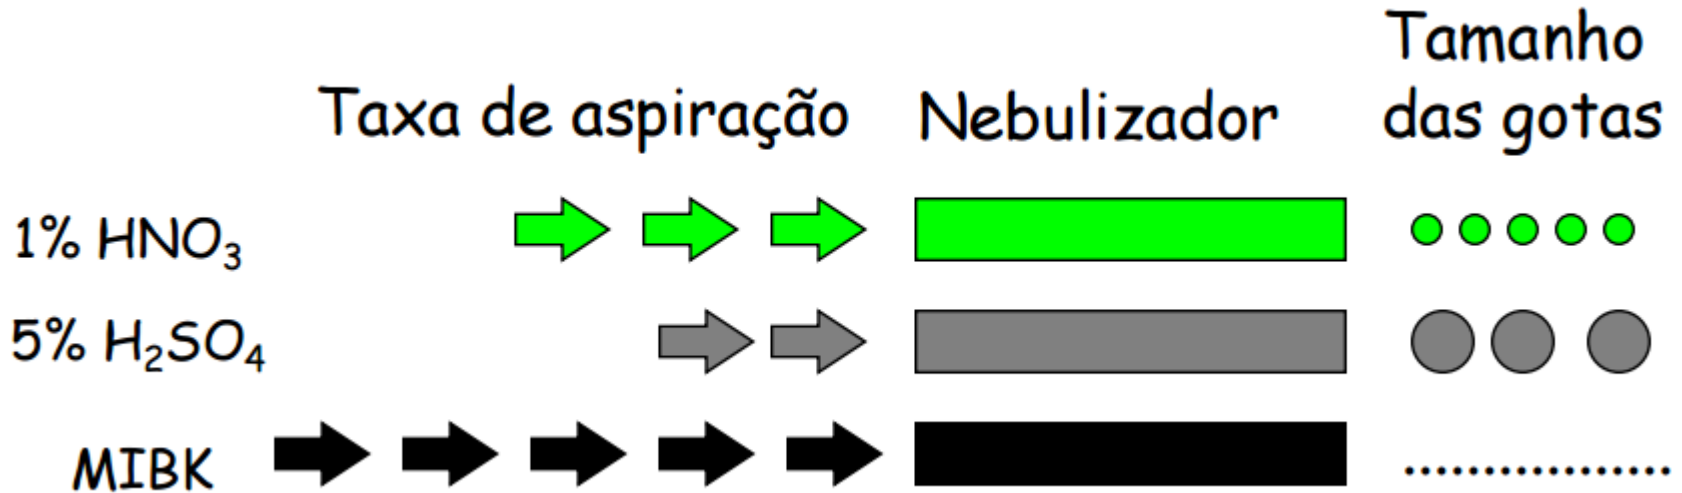 Taxa de aspiração
Nebulizador
Tamanho
das gotas
1% HNO₃
5% H₂SO₄
MIBK